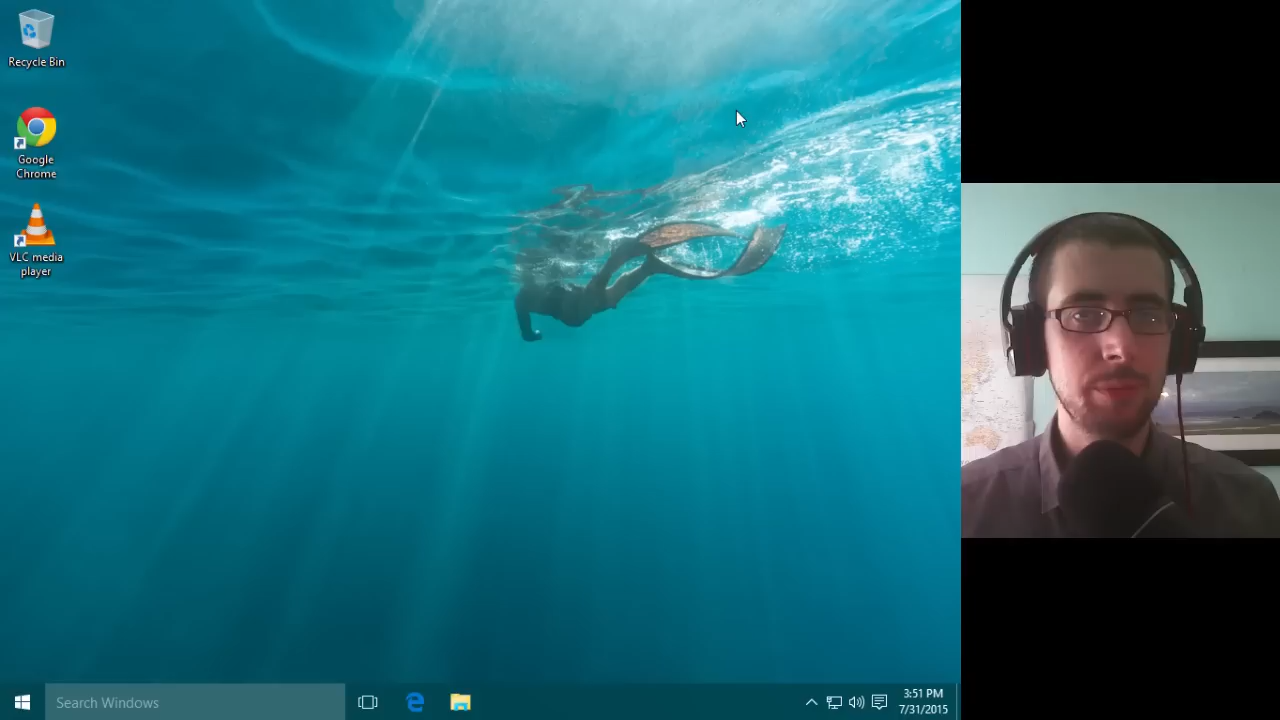 Recycle Bin
Google
Chrome
VLC media
player
Search Windows
3:51 PM
7/31/2015